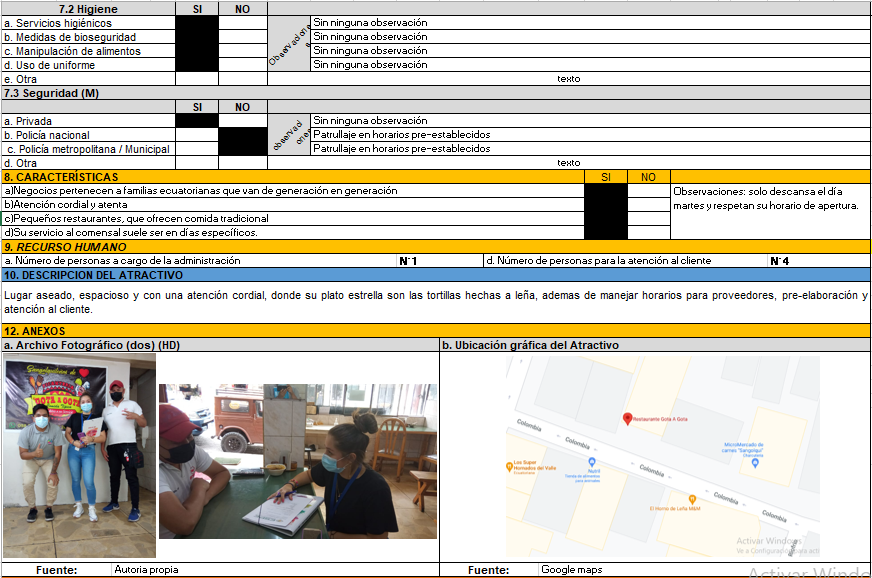 7.2 Higiene SI NO
a. Servicios higiénicos Observaciones Sin ninguna observación
b. Medidas de bioseguridad Sin ninguna observación
c. Manipulación de alimentos Sin ninguna observación
d. Uso de uniforme Sin ninguna observación
e. Otra texto
7.3 Seguridad (M)
SI NO
a. Privada observaciones Sin ninguna observación
b. Policía nacional Patrullaje en horarios pre-establecidos
c. Policía metropolitana / Municipal Patrullaje en horarios pre-establecidos
d. Otra texto
8. CARACTERÍSTICAS SI NO
a)Negocios pertenecen a familias ecuatorianas que van de generación en generación Observaciones: solo descansa el día
b)Atención cordial y atenta martes y respetan su horario de apertura.
c)Pequeños restaurantes, que ofrecen comida tradicional
d)Su servicio al comensal suele ser en días específicos.
9. RECURSO HUMANO
a. Número de personas a cargo de la administración N°1 d. Número de personas para la atención al cliente N°4
10. DESCRIPCION DEL ATRACTIVO
Lugar aseado, espacioso y con una atención cordial, donde su plato estrella son las tortillas hechas a leña, ademas de manejar horarios para proveedores, pre-elaboración y
atención al cliente.
12. ANEXOS
a. Archivo Fotográfico (dos) (HD) b. Ubicación gráfica del Atractivo
GOTA A GOTA
Restaurante Gota A Gota
Colombia
Colombia
MicroMercado de
carnes "Sangolquí"
Los Super
Hornados del Valle
Colombia
Colombia
El Horno de Leña M&M
Activar Windows
Ve a Configuración para acti
Fuente: Autoria propia Fuente: Google maps
Activar Windo